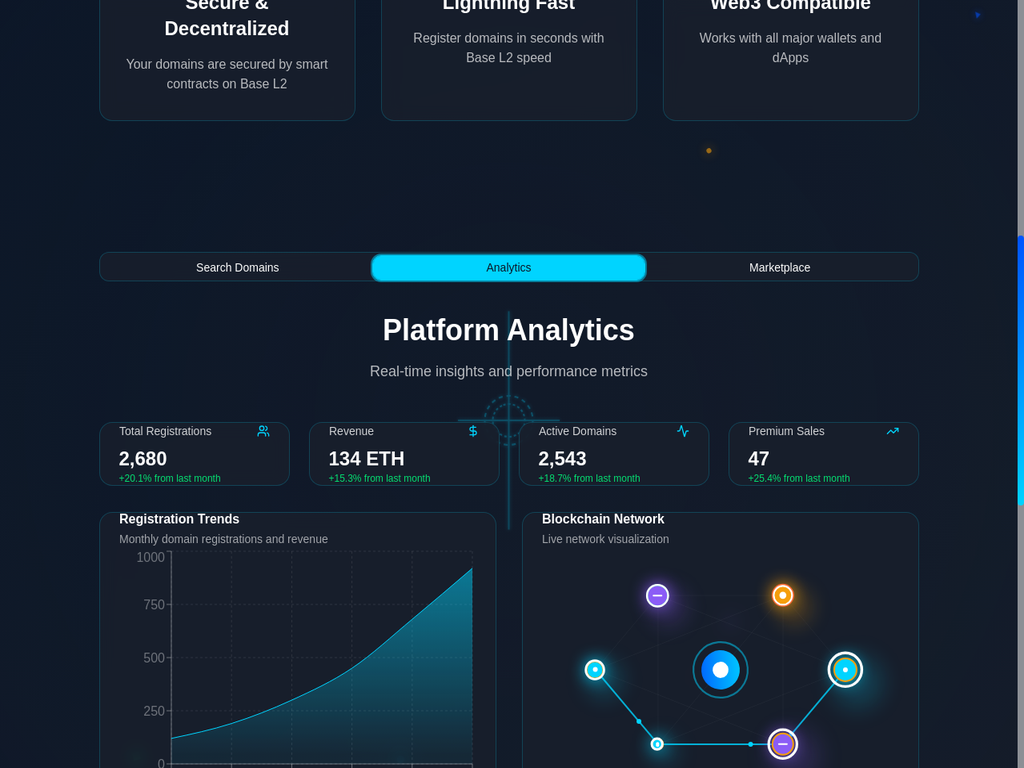 Secure &
Decentralized
Your domains are secured by smart
contracts on Base L2
Lightning Fast
Register domains in seconds with
Base L2 speed
Web3 Compatible
Works with all major wallets and
dApps
Search Domains
Analytics
Marketplace
Platform Analytics
Real-time insights and performance metrics
Total Registrations
2,680
+20.1% from last month
Revenue
134 ETH
+15.3% from last month
Active Domains
2,543
+18.7% from last month
Premium Sales
47
+25.4% from last month
Registration Trends
Monthly domain registrations and revenue
1000
750
500
250
0
Blockchain Network
Live network visualization